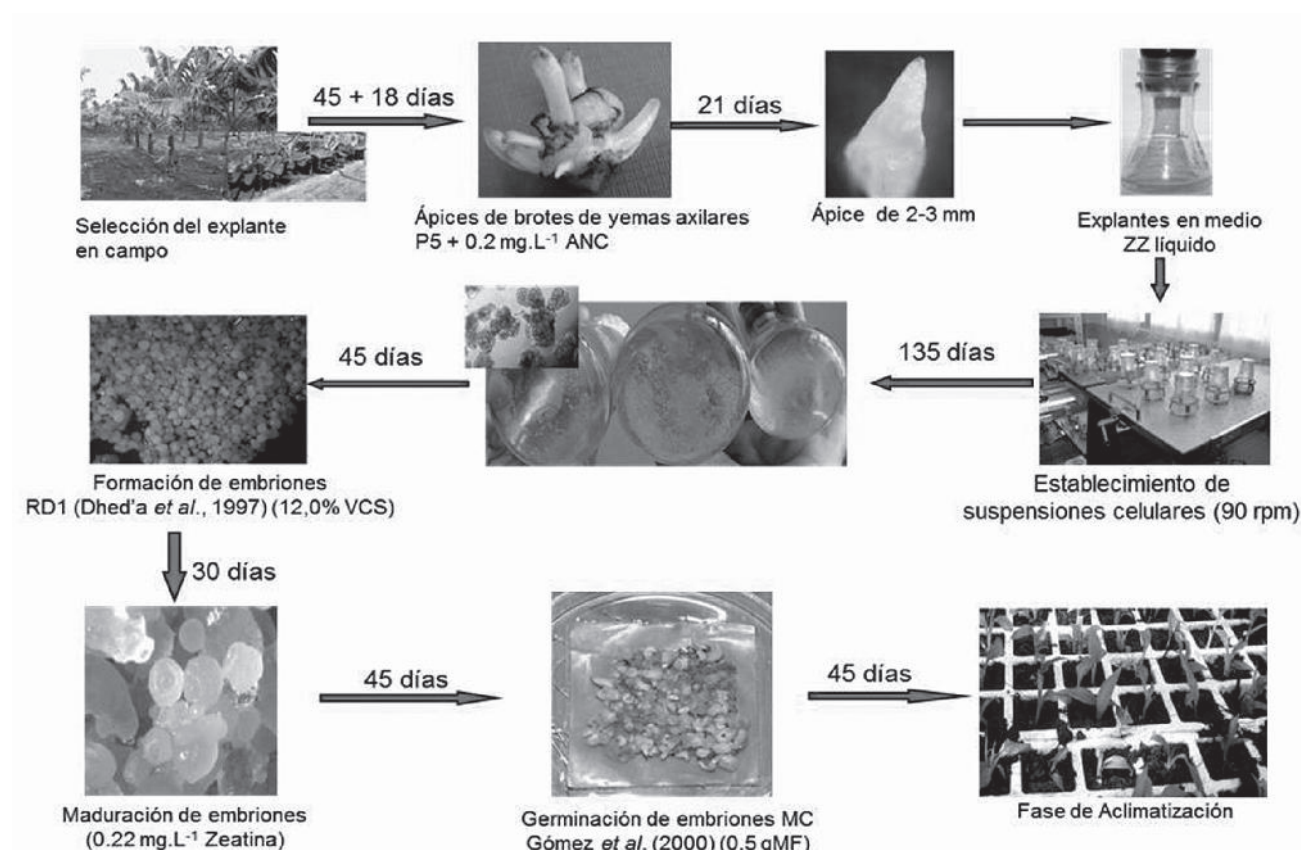 45 + 18 días
21 días
Selección del explante
en campo
Ápices de brotes de yemas axilares
P5 + 0.2 mg.L-1 ANC
Ápice de 2-3 mm
Explantes en medio
ZZ líquido
135 días
45 días
Establecimiento de
suspensiones celulares (90 rpm)
Formación de embriones
RD1 (Dhed'a et al., 1997) (12,0% VCS)
30 días
45 días
45 días
Maduración de embriones
(0.22 mg.L-1 Zeatina)
Germinación de embriones MC
Gómez et al. (2000) (0.5 gMF)
Fase de Aclimatización